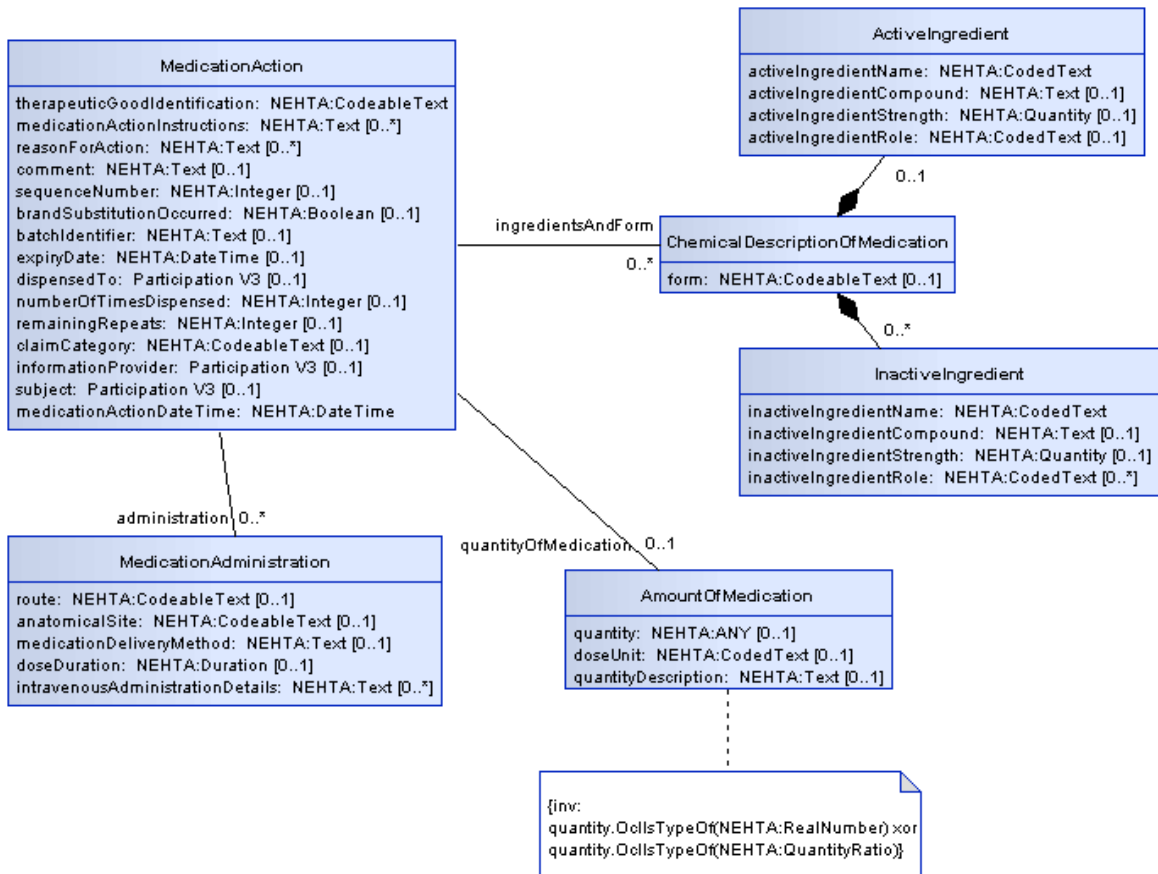 MedicationAction
therapeuticGoodIdentification: NEHTA:CodeableText
medicationActionInstructions: NEHTA:Text [0..*]
reasonForAction: NEHTA:Text [0..*]
comment: NEHTA:Text [0..1]
sequenceNumber: NEHTA:Integer [0..1]
brandSubstitutionOccurred: NEHTA:Boolean [0..1]
batchIdentifier: NEHTA:Text [0..1]
expiryDate: NEHTA:DateTime [0..1]
dispensedTo: Participation V3 [0..1]
numberOfTimesDispensed: NEHTA:Integer [0..1]
remainingRepeats: NEHTA:Integer [0..1]
claimCategory: NEHTA:CodeableText [0..1]
informationProvider: Participation V3 [0..1]
subject: Participation V3 [0..1]
medicationActionDateTime: NEHTA:DateTime
ActiveIngredient
activeIngredientName: NEHTA:CodedText
activeIngredientCompound: NEHTA:Text [0..1]
activeIngredientStrength: NEHTA:Quantity [0..1]
activeIngredientRole: NEHTA:CodedText [0..1]
0..1
ingredientsAndForm
0..*
ChemicalDescriptionOfMedication
form: NEHTA:CodeableText [0..1]
0..*
InactiveIngredient
inactiveIngredientName: NEHTA:CodedText
inactiveIngredientCompound: NEHTA:Text [0..1]
inactiveIngredientStrength: NEHTA:Quantity [0..1]
inactiveIngredientRole: NEHTA:CodedText [0..*]
administration 0..*
MedicationAdministration
route: NEHTA:CodeableText [0..1]
anatomicalSite: NEHTA:CodeableText [0..1]
medicationDeliveryMethod: NEHTA:Text [0..1]
doseDuration: NEHTA:Duration [0..1]
intravenousAdministrationDetails: NEHTA:Text [0..*]
quantityOfMedication 0..1
AmountOfMedication
quantity: NEHTA:ANY [0..1]
doseUnit: NEHTA:CodedText [0..1]
quantityDescription: NEHTA:Text [0..1]
{inv:
quantity.OclIsTypeOf(NEHTA:RealNumber) xor
quantity.OclIsTypeOf(NEHTA:QuantityRatio)}